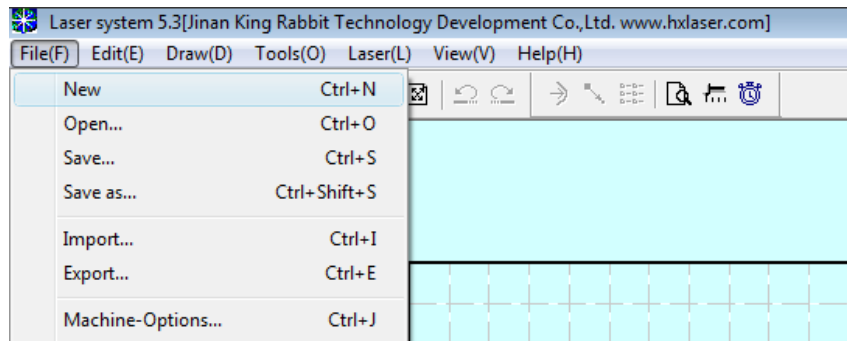 Laser system 5.3[Jinan King Rabbit Technology Development Co.,Ltd. www.hxlaser.com]
File(F) Edit(E) Draw(D) Tools(O) Laser(L) View(V) Help(H)
New Ctrl+N
Open... Ctrl+O
Save... Ctrl+S
Save as... Ctrl+Shift+S
Import... Ctrl+I
Export... Ctrl+E
Machine-Options... Ctrl+J